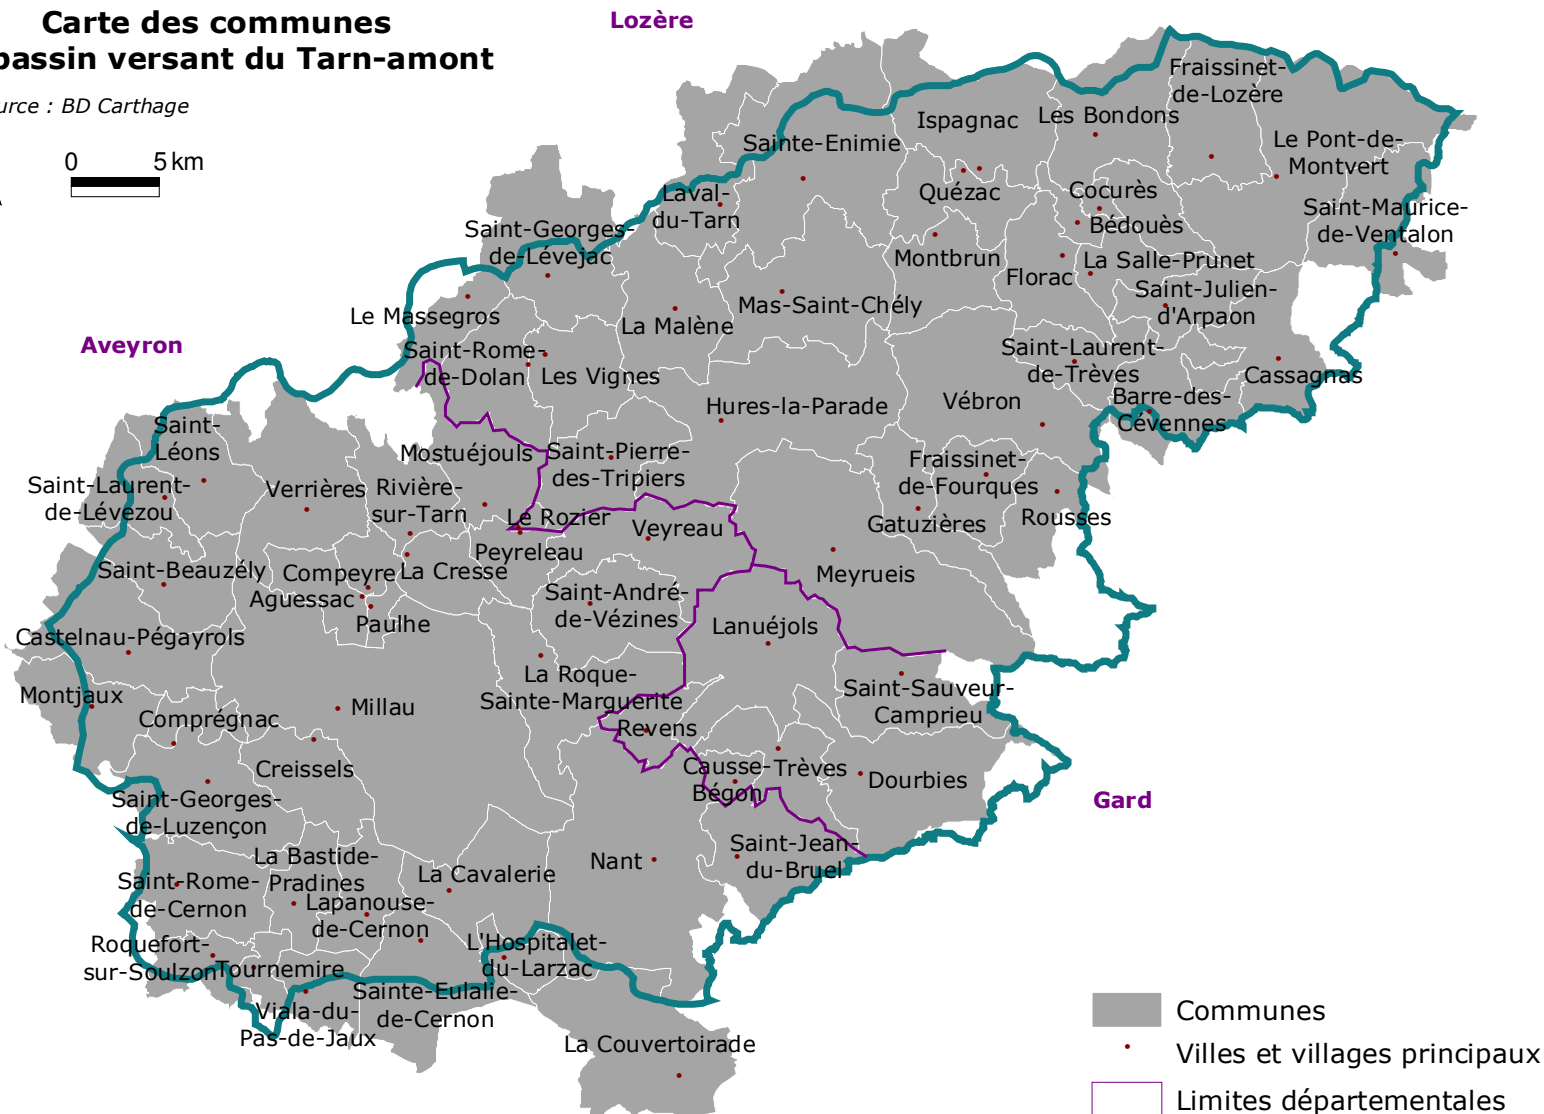 Carte des communes
bassin versant du Tarn-amont
Source : BD Carthage
0 5 km
Lozère
Aveyron
Gard
Fraissinet-
de-Lozère
Ispagnac
Les Bondons
Sainte-Enimie
Le Pont-de-
Montvert
Quézac
Cocurès
Laval-
du-Tarn
Saint-Maurice-
de-Ventalon
Bédouès
Saint-Georges-
de-Lévejac
Montbrun
La Salle-Prunet
Florac
Saint-Julien-
d'Arpaon
Mas-Saint-Chély
Le Massegros
La Malène
Saint-Rome-
de-Dolan
Les Vignes
Saint-Laurent-
de-Trèves
Cassagnas
Barre-des-
Cévennes
Hures-la-Parade
Vébron
Saint-
Léons
Mostuéjouls
Saint-Pierre-
des-Tripiers
Fraissinet-
de-Fourques
Saint-Laurent-
de-Lévezou
Verrières
Rivière-
sur-Tarn
Le Rozier
Veyreau
Gatuzières
Rousses
Peyreleau
Saint-Beauzély
Compeyre
La Cresse
Meyrueis
Aguessac
Paulhe
Saint-André-
de-Vézines
Lanuéjols
Castelnau-Pégayrols
La Roque-
Sainte-Marguerite
Saint-Sauveur-
Camprieu
Montjaux
Comprégnac
Millau
Revens
Creissels
Causse-
Bégon
Trèves
Dourbies
Saint-Georges-
de-Luzençon
La Bastide-
Pradines
Saint-Jean-
du-Bruel
Nant
La Cavalerie
Saint-Rome-
de-Cernon
Lapanouse-
de-Cernon
Roquefort-
sur-Soulzon
Tournemire
L'Hospitalet-
du-Larzac
Sainte-Eulalie-
de-Cernon
Viala-du-
Pas-de-Jaux
La Couvertoirade
Communes
Villes et villages principaux
Limites départementales